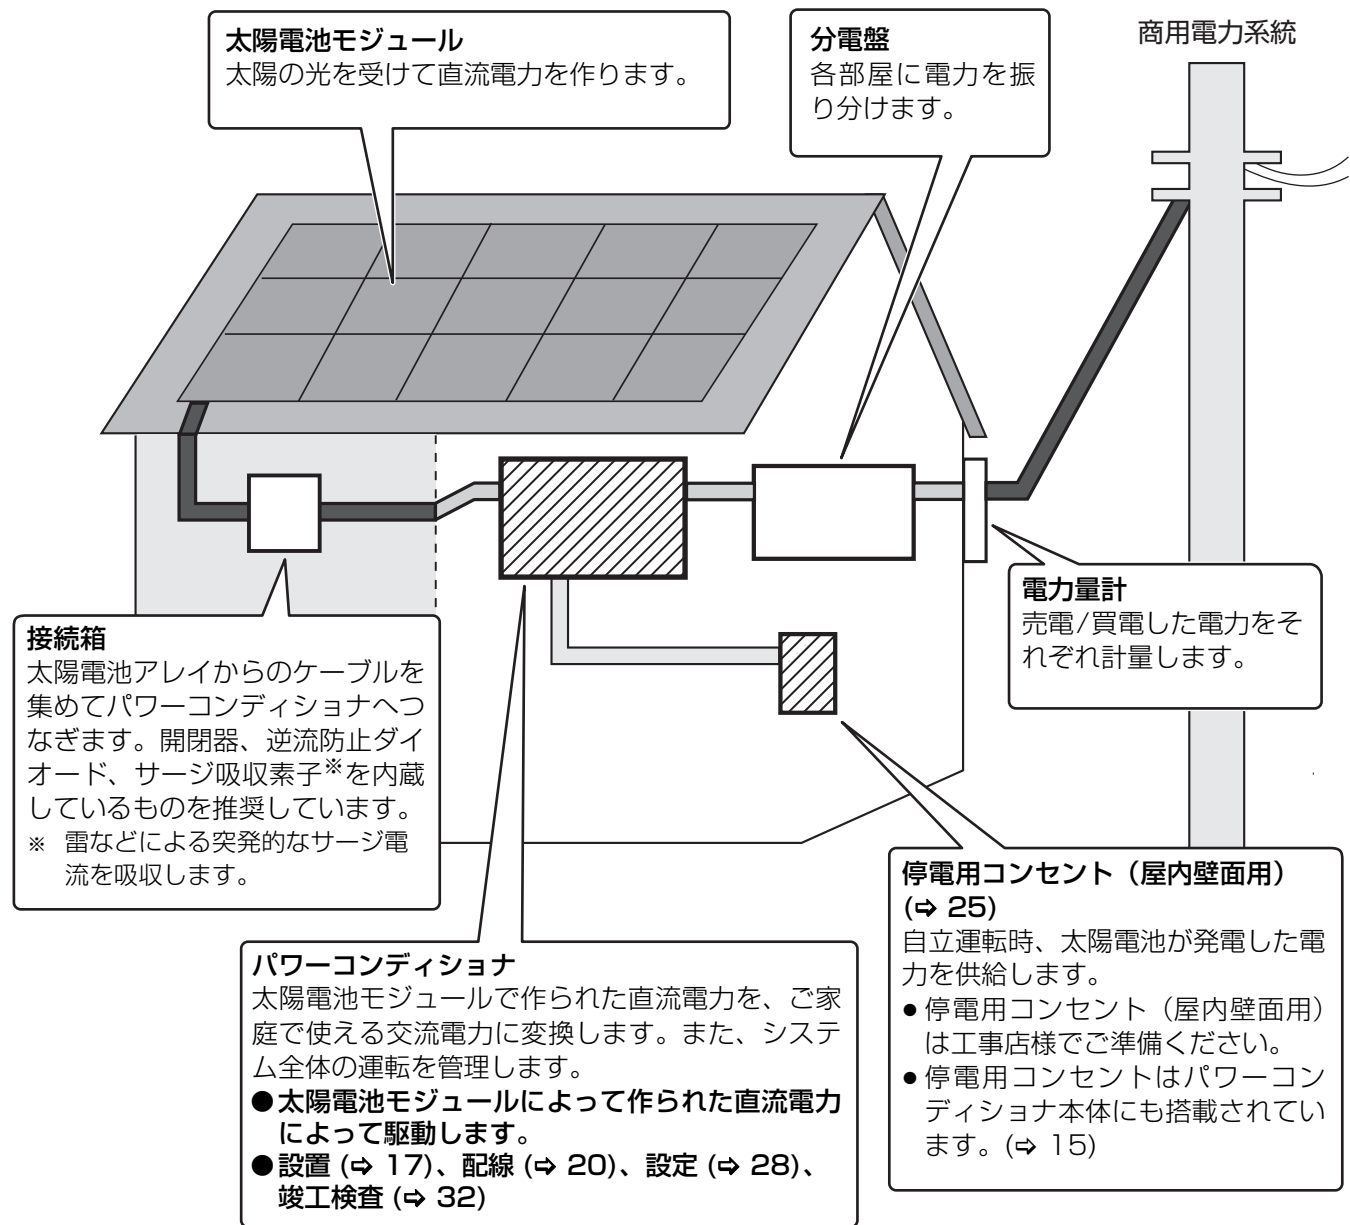 太陽電池モジュール
太陽の光を受けて直流電力を作ります。
分電盤
各部屋に電力を振
り分けます。
商用電力系統
電力量計
売電/買電した電力をそ
れぞれ計量します。
接続箱
太陽電池アレイからのケーブルを
集めてパワーコンディショナへつ
なぎます。開閉器、逆流防止ダイ
オード、サージ吸収素子※を内蔵
しているものを推奨しています。
※ 雷などによる突発的なサージ電
流を吸収します。
停電用コンセント（屋内壁面用）
(⇨ 25)
自立運転時、太陽電池が発電した電
力を供給します。
● 停電用コンセント（屋内壁面用）
は工事店様でご準備ください。
● 停電用コンセントはパワーコン
ディショナ本体にも搭載されてい
ます。(⇨ 15)
パワーコンディショナ
太陽電池モジュールで作られた直流電力を、ご家
庭で使える交流電力に変換します。また、システ
ム全体の運転を管理します。
● 太陽電池モジュールによって作られた直流電力
によって駆動します。
● 設置 (⇨ 17)、配線 (⇨ 20)、設定 (⇨ 28)、
竣工検査 (⇨ 32)